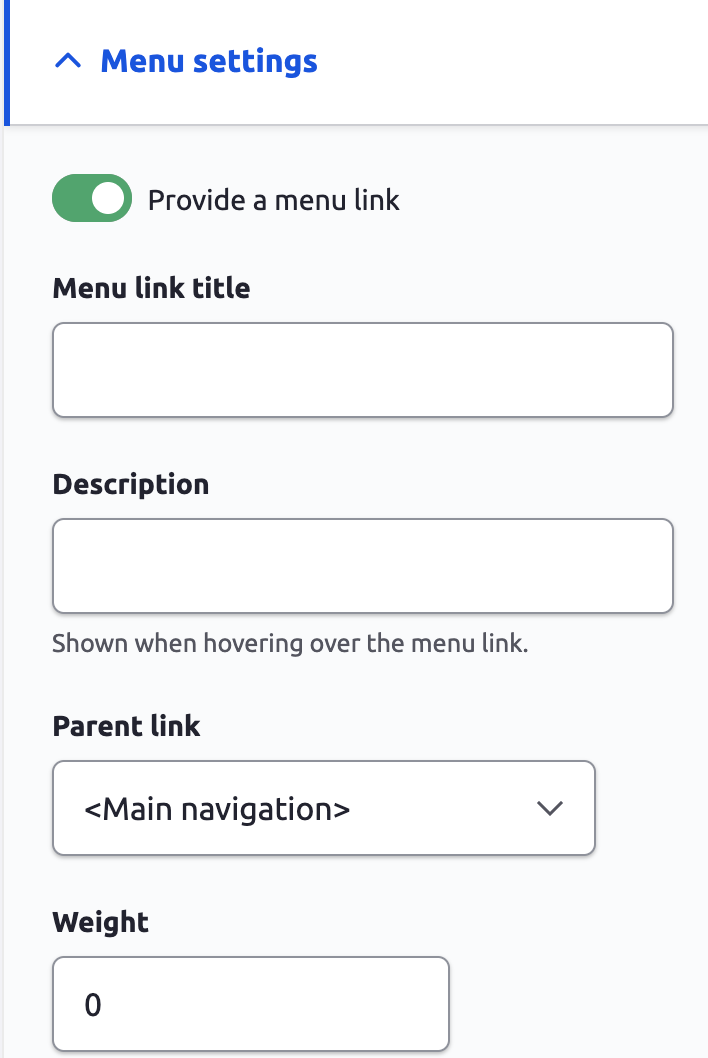 Menu settings
Provide a menu link
Menu link title
Description
Shown when hovering over the menu link.
Parent link
<Main navigation>
Weight
0